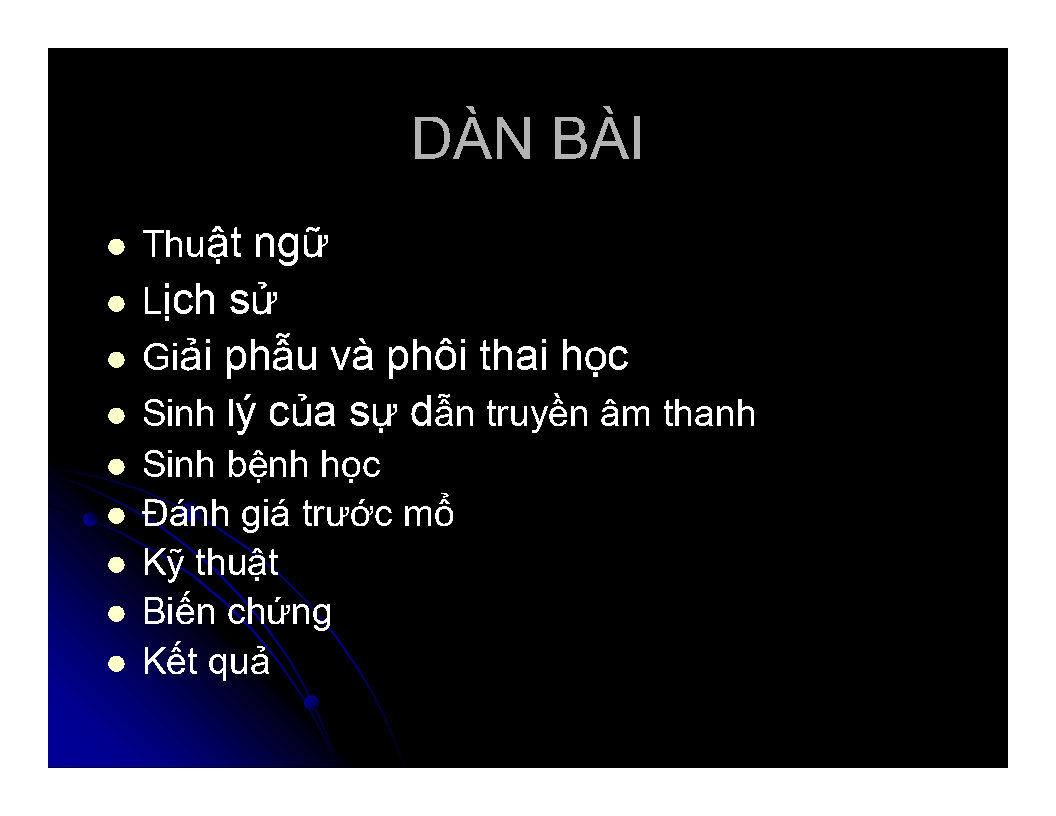 DÀN BÀI
Thuật ngữ
Lịch sử
Giải phẫu và phôi thai học
Sinh lý của sự dẫn truyền âm thanh
Sinh bệnh học
Đánh giá trước mổ
Kỹ thuật
Biến chứng
Kết quả